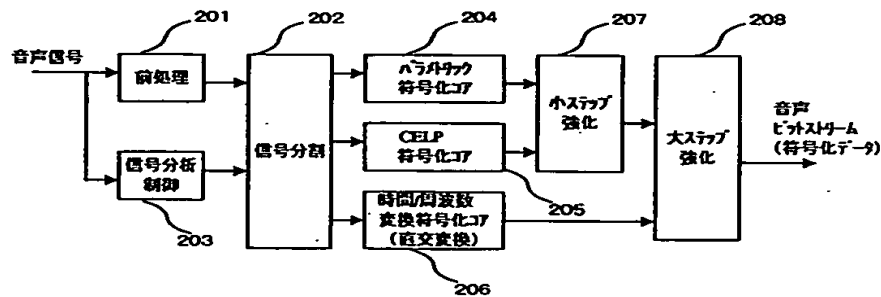 201
202
204
207
208
音声信号
前処理
パラメトラック
符号化コア
小ステップ
強化
大ステップ
強化
音声
ビットストリーム
(符号化データ)
信号分割
CELP
符号化コア
信号分析
制御
203
205
時間/周波数
変換符号化コア
(直交変換)
206